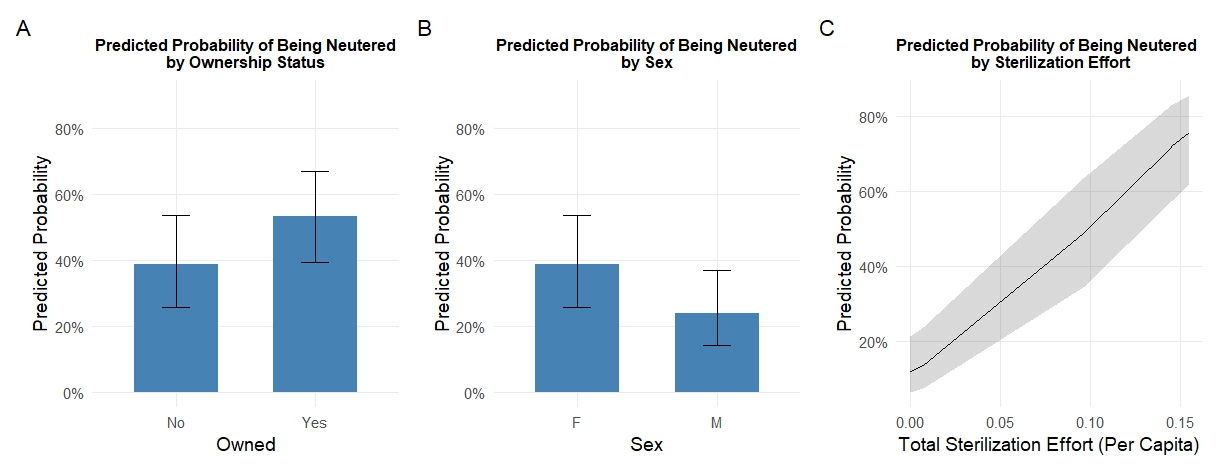 A
Predicted Probability of Being Neutered
by Ownership Status
Predicted Probability
80%
60%
40%
20%
0%
No
Yes
Owned
B
Predicted Probability of Being Neutered
by Sex
Predicted Probability
80%
60%
40%
20%
0%
F
M
Sex
C
Predicted Probability of Being Neutered
by Sterilization Effort
Predicted Probability
80%
60%
40%
20%
0.00
0.05
0.10
0.15
Total Sterilization Effort (Per Capita)